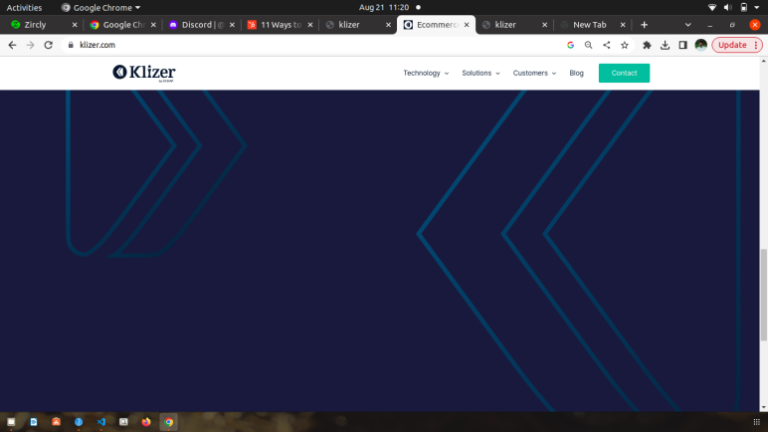 Activities
Google Chrome
Aug 21 11:20
Zircly
Google Chr
Discord | @
11 Ways to
klizer
Ecommerc
klizer
New Tab
klizer.com
Update
Klizer
Technology
Solutions
Customers
Blog
Contact